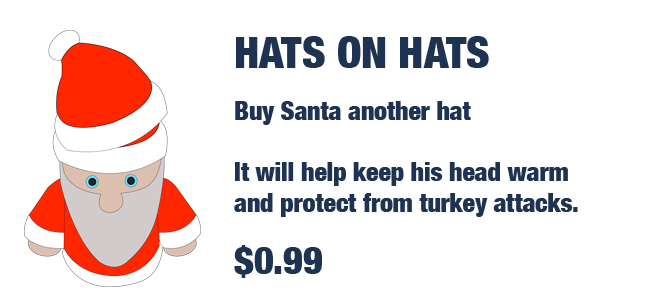 HATS ON HATS
Buy Santa another hat
It will help keep his head warm
and protect from turkey attacks.
$0.99